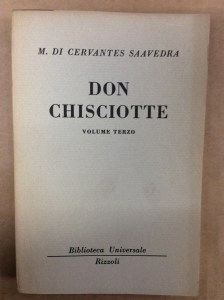 M. DI CERVANTES SAAVEDRA
DON
CHISCIOTTE
VOLUME TERZO
Biblioteca Universale
Rizzoli